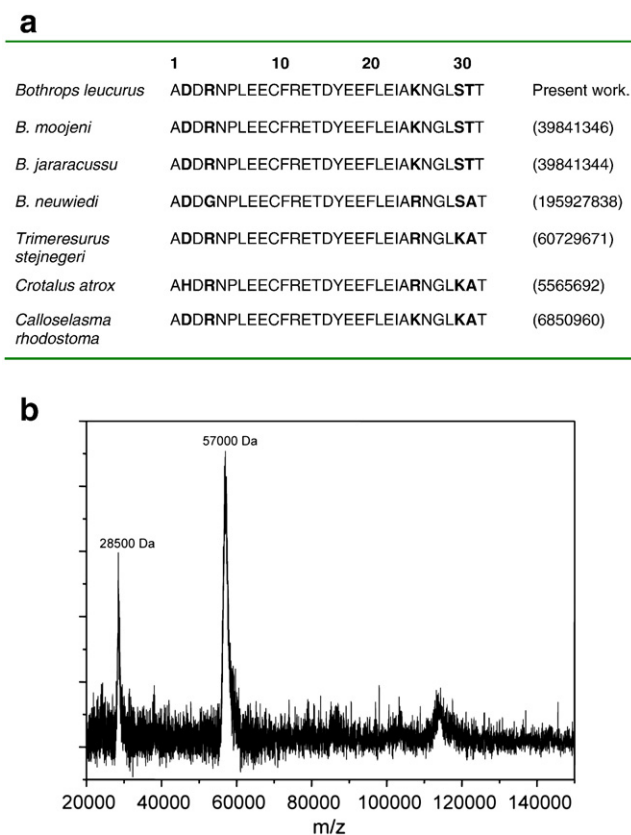 a
1 10 20 30
Bothrops leucurus ADDRNPLEECFRETDYEEFLEIAKNGLSTT Present work.
B. moojeni ADDRNPLEECFRETDYEEFLEIAKNGLSTT (39841346)
B. jararacussu ADDRNPLEECFRETDYEEFLEIAKNGLSTT (39841344)
B. neuwiedi ADDGNPLEECFRETDYEEFLEIARNGLSAT (195927838)
Trimeresurus ADDRNPLEECFRETDYEEFLEIARNGLKAT (60729671)
stejnegeri
Crotalus atrox AHDRNPLEECFRETDYEEFLEIARNGLKAT (5565692)
Calloselasma ADDRNPLEECFRETDYEEFLEIAKNGLKAT (6850960)
rhodostoma
b
57000 Da
28500 Da
20000 40000 60000 80000 100000 120000 140000
m/z